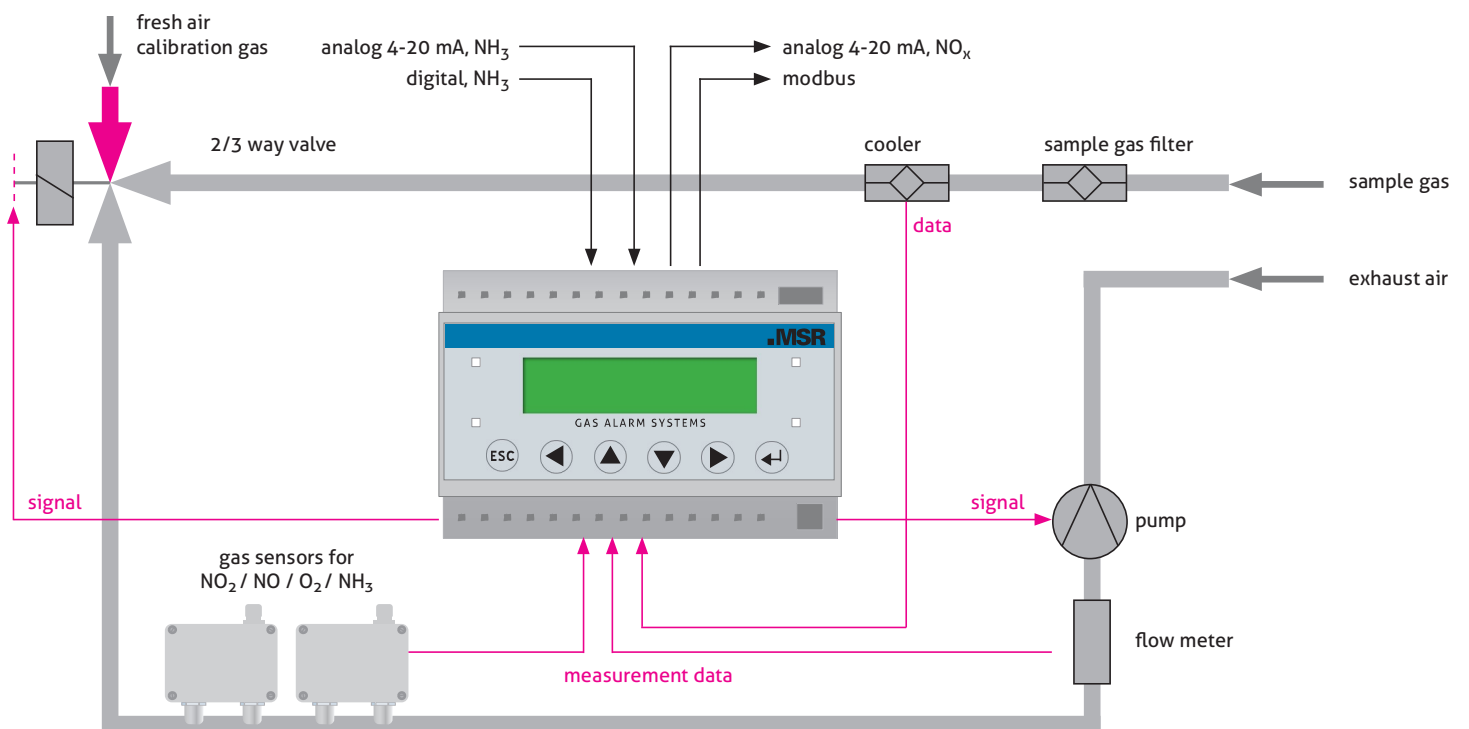 fresh air
calibration gas
analog 4-20 mA, NH₃
digital, NH₃
analog 4-20 mA, NOₓ
modbus
2/3 way valve
cooler
sample gas filter
sample gas
data
exhaust air
.MSR
GAS ALARM SYSTEMS
ESC
signal
signal
pump
gas sensors for
NO₂ / NO / O₂ / NH₃
flow meter
measurement data